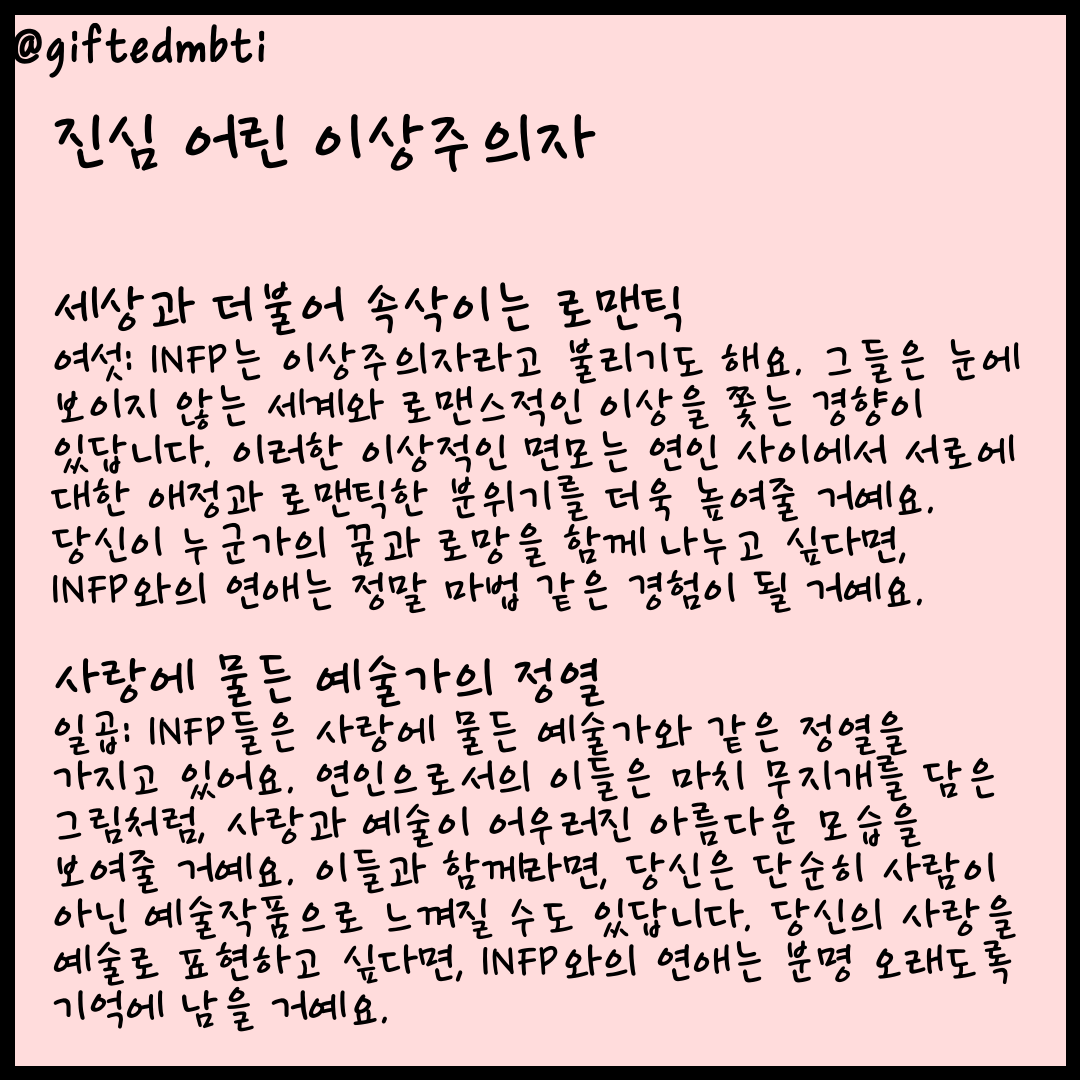 @giftedmbti
진심 어린 이상주의자
세상과 더불어 속삭이는 로맨틱
여섯: INFP는 이상주의자라고 불리기도 해요. 그들은 눈에
보이지 않는 세계와 로맨스적인 이상을 쫓는 경향이
있답니다. 이러한 이상적인 면모는 연인 사이에서 서로에
대한 애정과 로맨틱한 분위기를 더욱 높여줄 거예요.
당신이 누군가의 꿈과 로망을 함께 나누고 싶다면,
INFP와의 연애는 정말 마법 같은 경험이 될 거예요.
사랑에 물든 예술가의 정열
일곱: INFP들은 사랑에 물든 예술가와 같은 정열을
가지고 있어요. 연인으로서의 이들은 마치 무지개를 담은
그림처럼, 사랑과 예술이 어우러진 아름다운 모습을
보여줄 거예요. 이들과 함께라면, 당신은 단순히 사람이
아닌 예술작품으로 느껴질 수도 있답니다. 당신의 사랑을
예술로 표현하고 싶다면, INFP와의 연애는 분명 오래도록
기억에 남을 거예요.